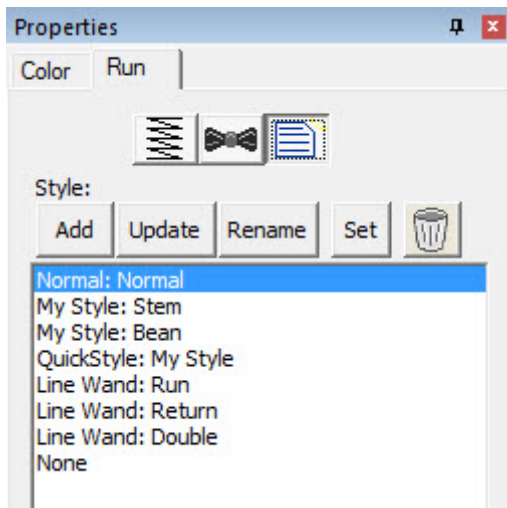 Properties
Color Run
Style:
Add Update Rename Set
Normal: Normal
My Style: Stem
My Style: Bean
QuickStyle: My Style
Line Wand: Run
Line Wand: Return
Line Wand: Double
None